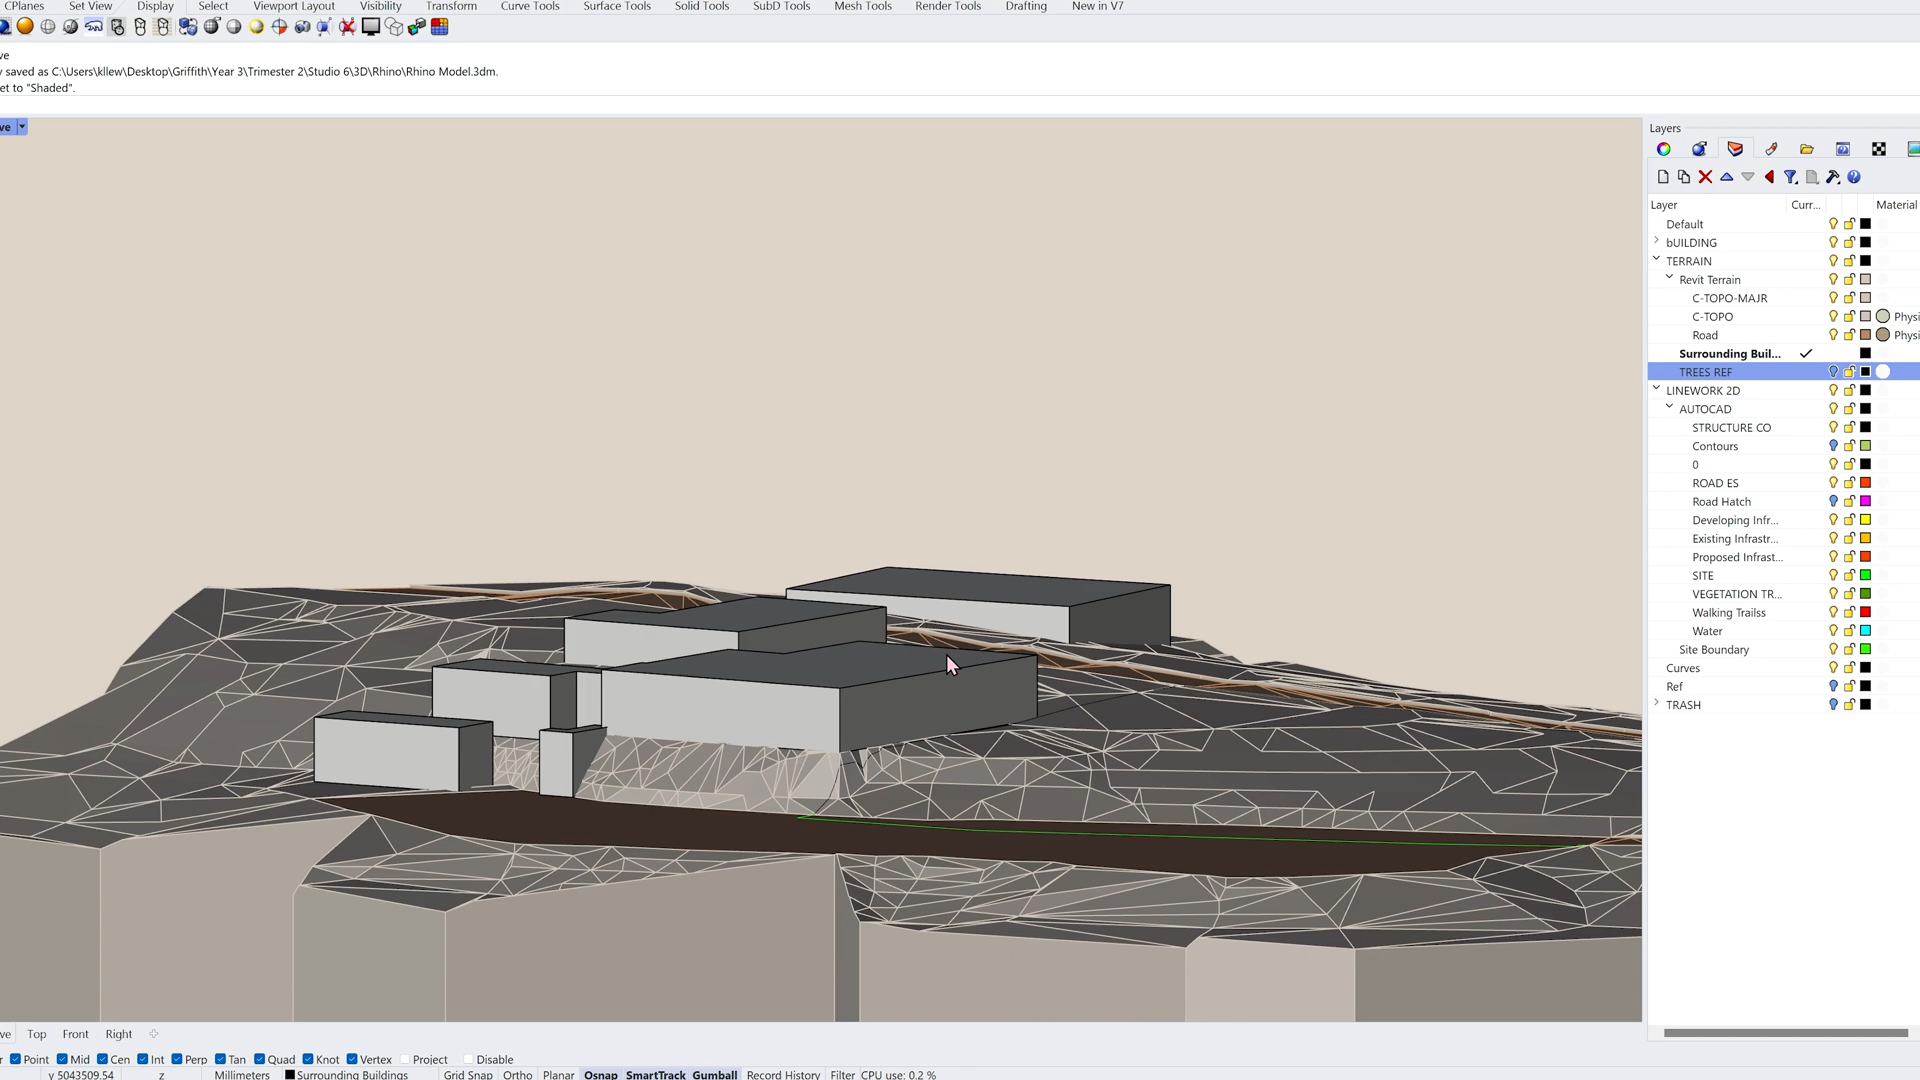 CPlanes Set View Display Select Viewport Layout Visibility Transform Curve Tools Surface Tools Solid Tools SubD Tools Mesh Tools Render Tools Drafting New in V7
ve
y saved as C:\Users\kllew\Desktop\Griffith\Year 3\Trimester 2\Studio 6\3D\Rhino\Rhino Model.3dm.
et to "Shaded".
ve
Layers
Layer Curr... Material
Default
bUILDING
TERRAIN
Revit Terrain
C-TOPO-MAJR
C-TOPO Physi
Road Physi
Surrounding Buil...
TREES REF
LINEWORK 2D
AUTOCAD
STRUCTURE CO
Contours
0
ROAD ES
Road Hatch
Developing Infr...
Existing Infrastr...
Proposed Infrast...
SITE
VEGETATION TR...
Walking Trailss
Water
Site Boundary
Curves
Ref
TRASH
ve Top Front Right
r Point Mid Cen Int Perp Tan Quad Knot Vertex Project Disable
y 5043509.54 z Millimeters Surrounding Buildings Grid Snap Ortho Planar Osnap SmartTrack Gumball Record History Filter CPU use: 0.2 %